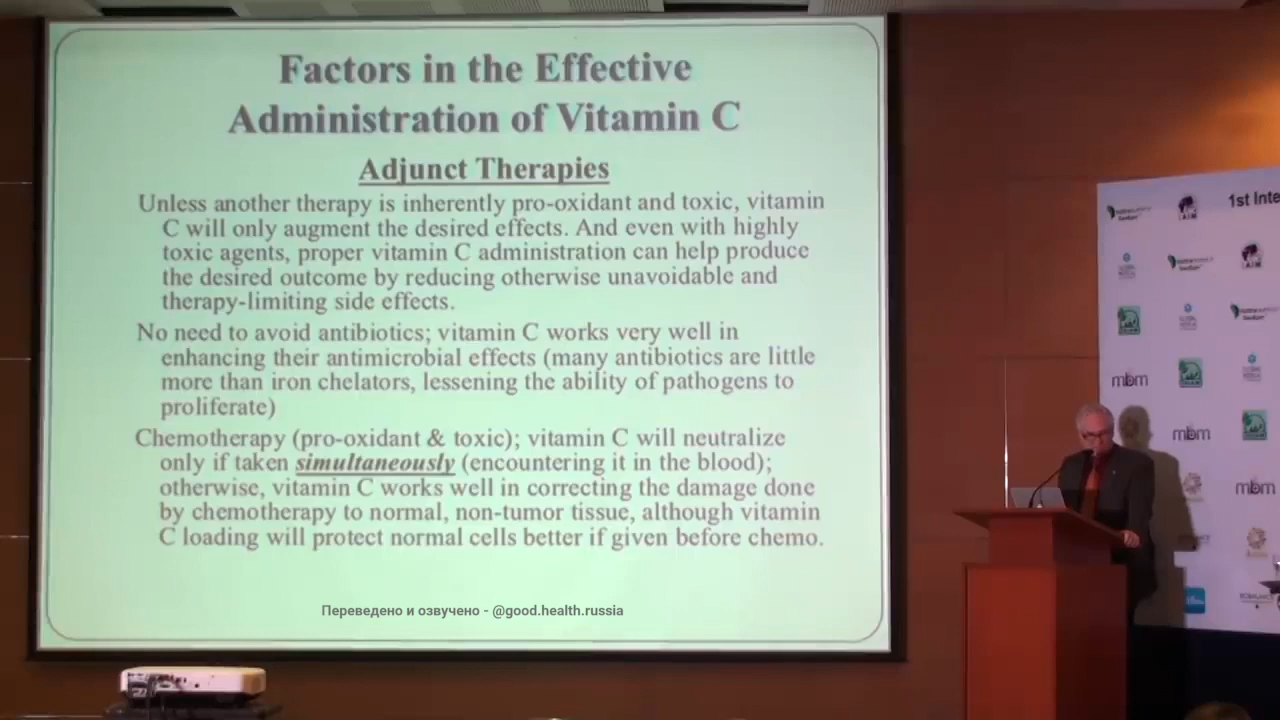 Factors in the Effective
Administration of Vitamin C
Adjunct Therapies
Unless another therapy is inherently pro-oxidant and toxic, vitamin
C will only augment the desired effects. And even with highly
toxic agents, proper vitamin C administration can help produce
the desired outcome by reducing otherwise unavoidable and
therapy-limiting side effects.
No need to avoid antibiotics; vitamin C works very well in
enhancing their antimicrobial effects (many antibiotics are little
more than iron chelators, lessening the ability of pathogens to
proliferate)
Chemotherapy (pro-oxidant & toxic); vitamin C will neutralize
only if taken simultaneously (encountering it in the blood);
otherwise, vitamin C works well in correcting the damage done
by chemotherapy to normal, non-tumor tissue, although vitamin
C loading will protect normal cells better if given before chemo.
Переведено и озвучено - @good.health.russia
1st Inte
mbm
mbm
mbm